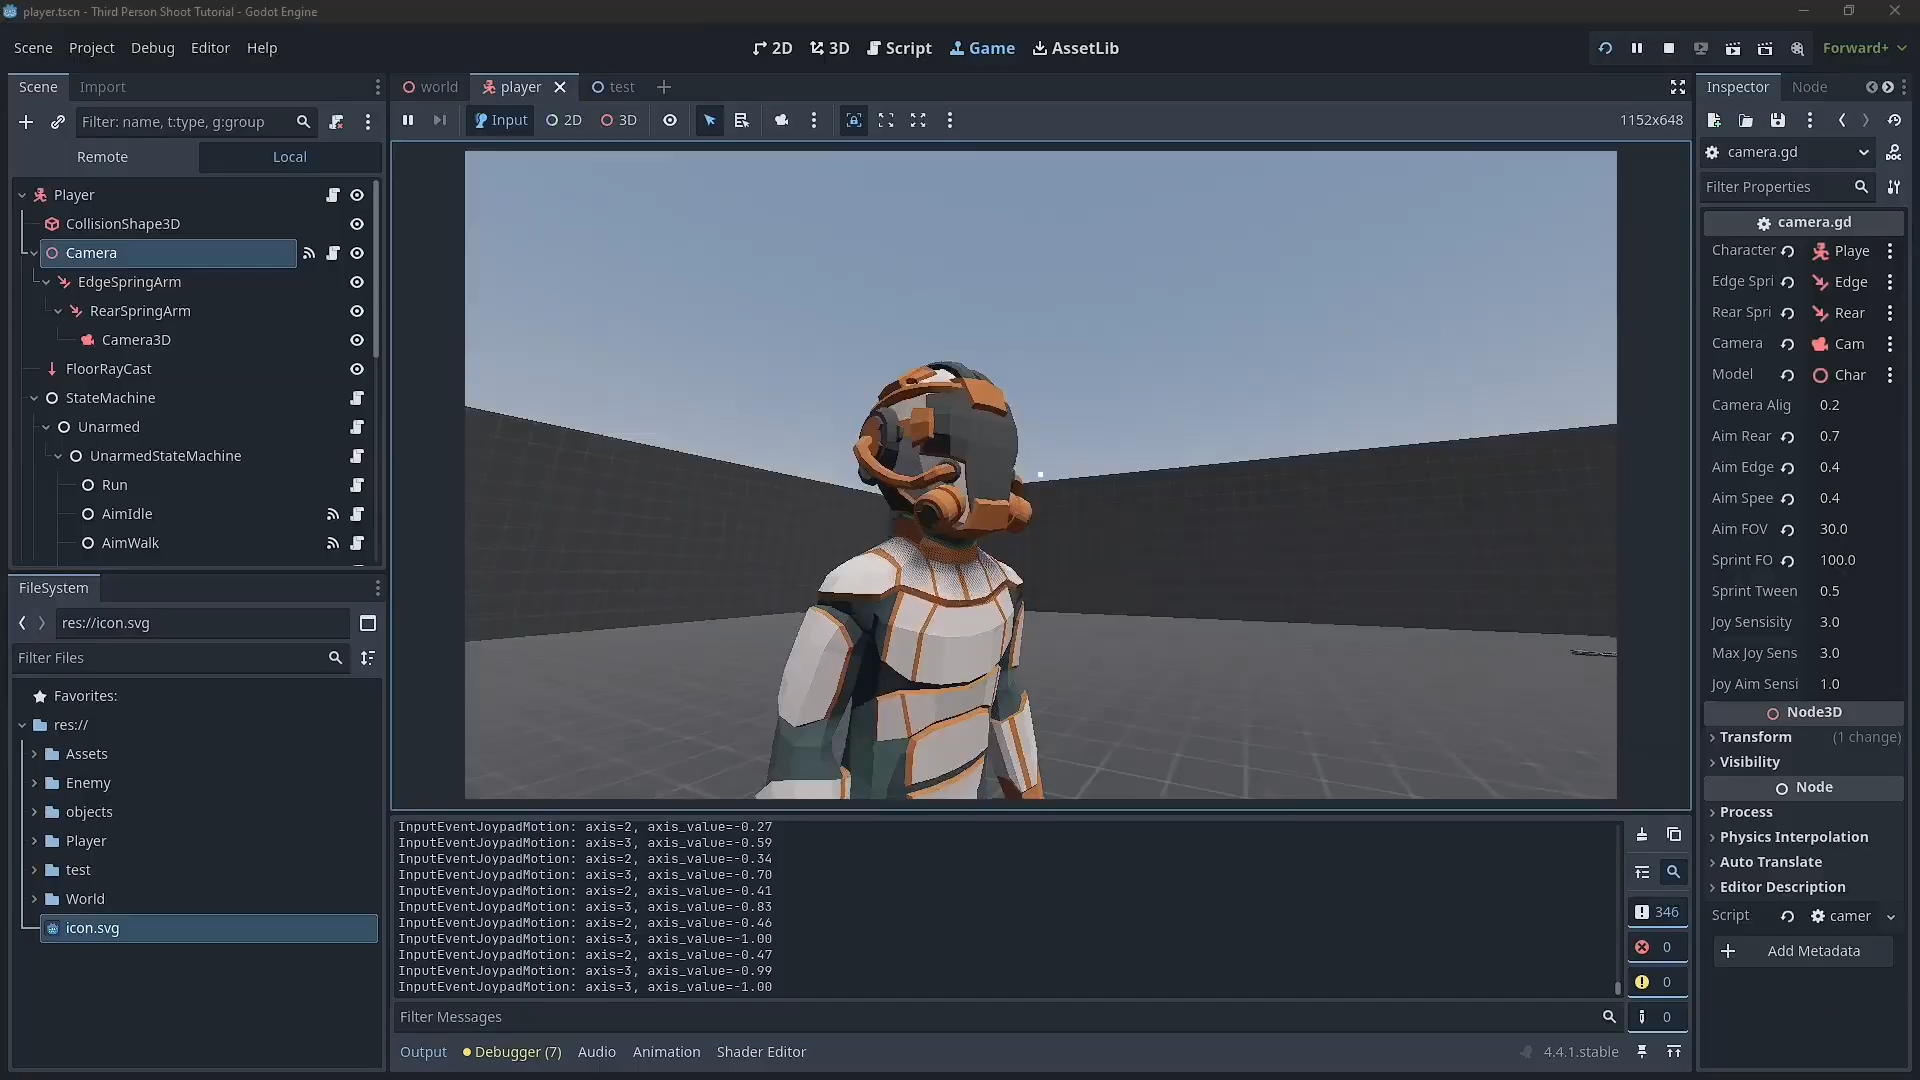 player.tscn - Third Person Shoot Tutorial - Godot Engine
Scene Project Debug Editor Help
2D 3D Script Game AssetLib
Forward+
Scene Import
world player test
Inspector Node
Filter: name, t:type, g:group
Input 2D 3D
1152x648
Remote Local
camera.gd
Filter Properties
Player
CollisionShape3D
Camera
EdgeSpringArm
RearSpringArm
Camera3D
FloorRayCast
StateMachine
Unarmed
UnarmedStateMachine
Run
AimIdle
AimWalk
FileSystem
res://icon.svg
Filter Files
Favorites:
res://
Assets
Enemy
objects
Player
test
World
icon.svg
InputEventJoypadMotion: axis=2, axis_value=-0.27
InputEventJoypadMotion: axis=3, axis_value=-0.59
InputEventJoypadMotion: axis=2, axis_value=-0.34
InputEventJoypadMotion: axis=3, axis_value=-0.70
InputEventJoypadMotion: axis=2, axis_value=-0.41
InputEventJoypadMotion: axis=3, axis_value=-0.83
InputEventJoypadMotion: axis=2, axis_value=-0.46
InputEventJoypadMotion: axis=3, axis_value=-1.00
InputEventJoypadMotion: axis=2, axis_value=-0.47
InputEventJoypadMotion: axis=3, axis_value=-0.99
InputEventJoypadMotion: axis=3, axis_value=-1.00
346
0
0
0
Filter Messages
Output Debugger (7) Audio Animation Shader Editor
4.4.1.stable
camera.gd
Character Playe
Edge Spri Edge
Rear Spri Rear
Camera Cam
Model Char
Camera Alig 0.2
Aim Rear 0.7
Aim Edge 0.4
Aim Spee 0.4
Aim FOV 30.0
Sprint FO 100.0
Sprint Tween 0.5
Joy Sensisity 3.0
Max Joy Sens 3.0
Joy Aim Sensi 1.0
Node3D
Transform (1 change)
Visibility
Node
Process
Physics Interpolation
Auto Translate
Editor Description
Script camer
Add Metadata